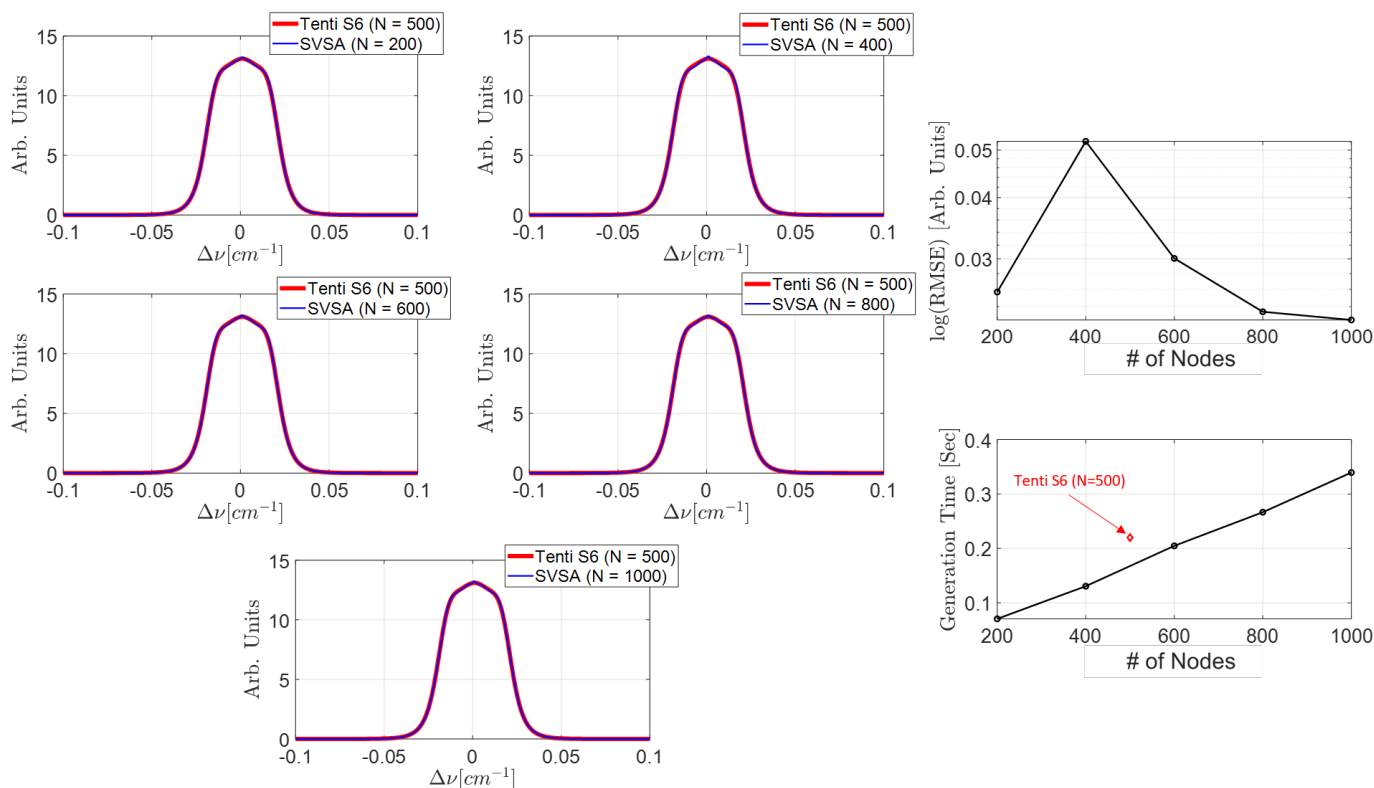 Tenti S6 (N = 500)
SVSA (N = 200)
15
10
5
0
-0.1
-0.05
0
0.05
0.1
Arb. Units
Δν[cm⁻¹]
Tenti S6 (N = 500)
SVSA (N = 400)
15
10
5
0
-0.1
-0.05
0
0.05
0.1
Arb. Units
Δν[cm⁻¹]
Tenti S6 (N = 500)
SVSA (N = 600)
15
10
5
0
-0.1
-0.05
0
0.05
0.1
Arb. Units
Δν[cm⁻¹]
Tenti S6 (N = 500)
SVSA (N = 800)
15
10
5
0
-0.1
-0.05
0
0.05
0.1
Arb. Units
Δν[cm⁻¹]
Tenti S6 (N = 500)
SVSA (N = 1000)
15
10
5
0
-0.1
-0.05
0
0.05
0.1
Arb. Units
Δν[cm⁻¹]
log(RMSE) [Arb. Units]
0.05
0.04
0.03
200
400
600
800
1000
# of Nodes
Generation Time [Sec]
0.4
0.3
0.2
0.1
Tenti S6 (N=500)
200
400
600
800
1000
# of Nodes